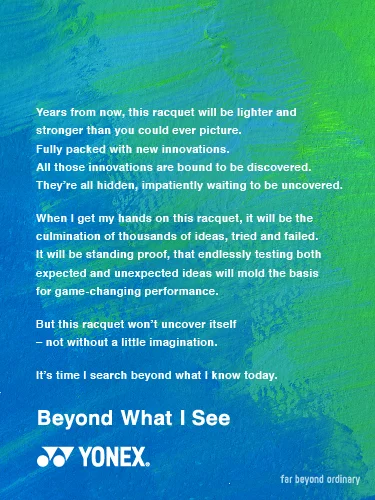 Years from now, this racquet will be lighter and
stronger than you could ever picture.
Fully packed with new innovations.
All those innovations are bound to be discovered.
They're all hidden, impatiently waiting to be uncovered.
When I get my hands on this racquet, it will be the
culmination of thousands of ideas, tried and failed.
It will be standing proof, that endlessly testing both
expected and unexpected ideas will mold the basis
for game-changing performance.
But this racquet won't uncover itself
– not without a little imagination.
It's time I search beyond what I know today.
Beyond What I See
YONEX®
far beyond ordinary